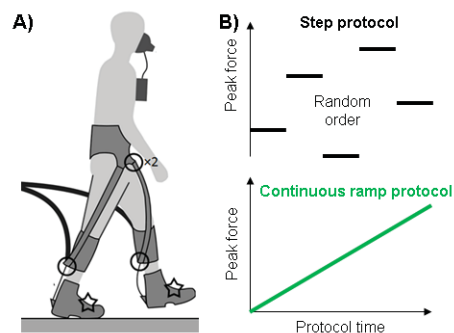 A)
×2
B)
Step protocol
Peak force
Random
order
Continuous ramp protocol
Peak force
Protocol time